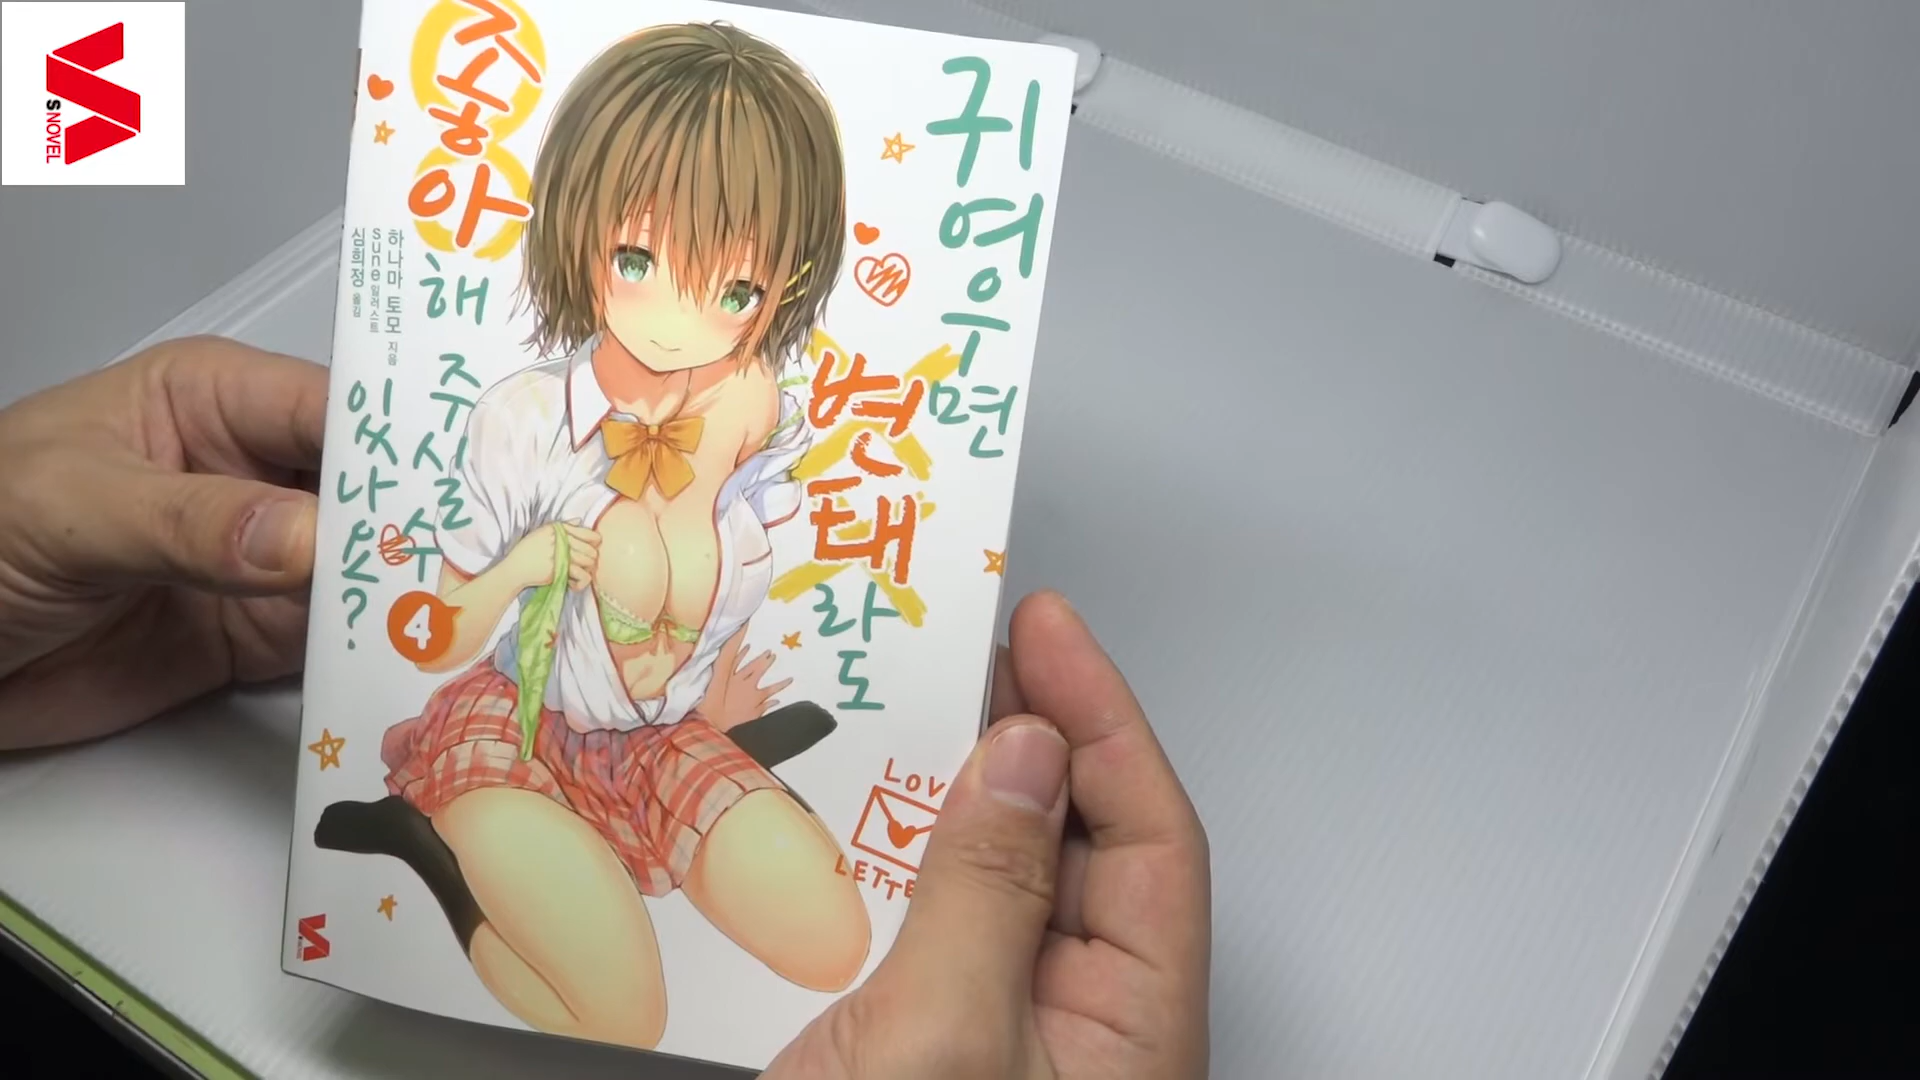 S NOVEL
귀여우면
변태라도
좋아해
주실 수
있나요?
4
하나마 토모 지음
sune 일러스트
심희정 옮김
LOV
LETTE